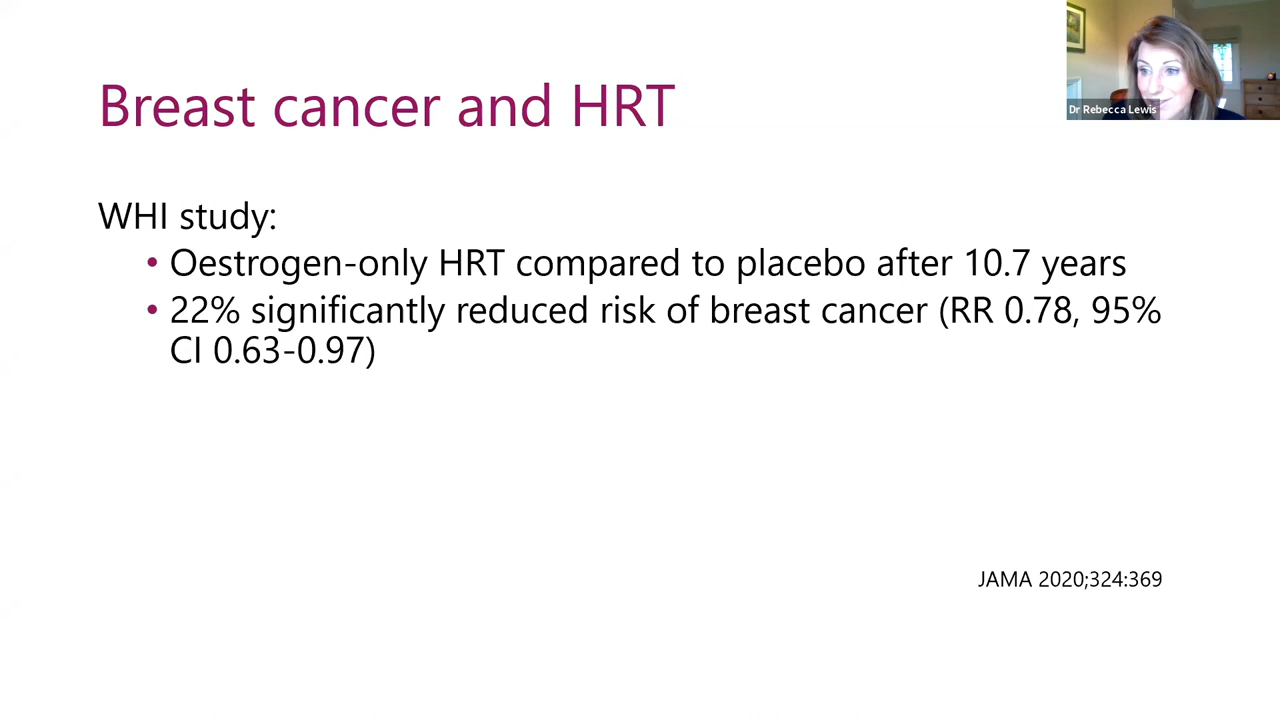 Breast cancer and HRT
Dr Rebecca Lewis
WHI study:
• Oestrogen-only HRT compared to placebo after 10.7 years
• 22% significantly reduced risk of breast cancer (RR 0.78, 95%
CI 0.63-0.97)
JAMA 2020;324:369